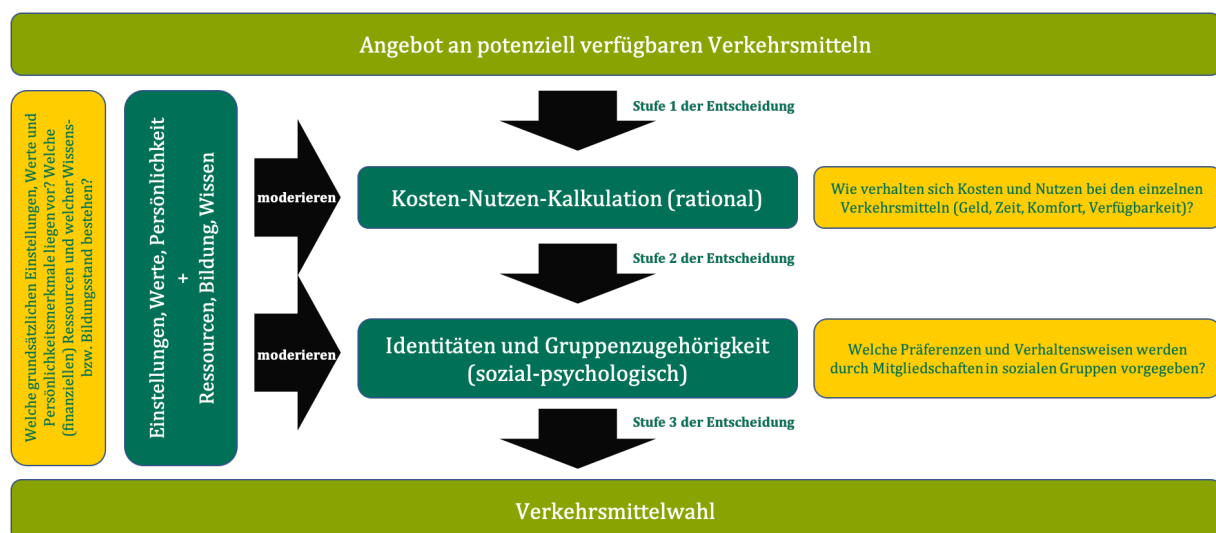 Angebot an potenziell verfügbaren Verkehrsmitteln
Welche grundsätzlichen Einstellungen, Werte und
Persönlichkeitsmerkmale liegen vor? Welche
(finanziellen) Ressourcen und welcher Wissens-
bzw. Bildungsstand bestehen?
Einstellungen, Werte, Persönlichkeit
+
Ressourcen, Bildung, Wissen
Stufe 1 der Entscheidung
moderieren
Kosten-Nutzen-Kalkulation (rational)
Wie verhalten sich Kosten und Nutzen bei den einzelnen
Verkehrsmitteln (Geld, Zeit, Komfort, Verfügbarkeit)?
Stufe 2 der Entscheidung
moderieren
Identitäten und Gruppenzugehörigkeit
(sozial-psychologisch)
Welche Präferenzen und Verhaltensweisen werden
durch Mitgliedschaften in sozialen Gruppen vorgegeben?
Stufe 3 der Entscheidung
Verkehrsmittelwahl